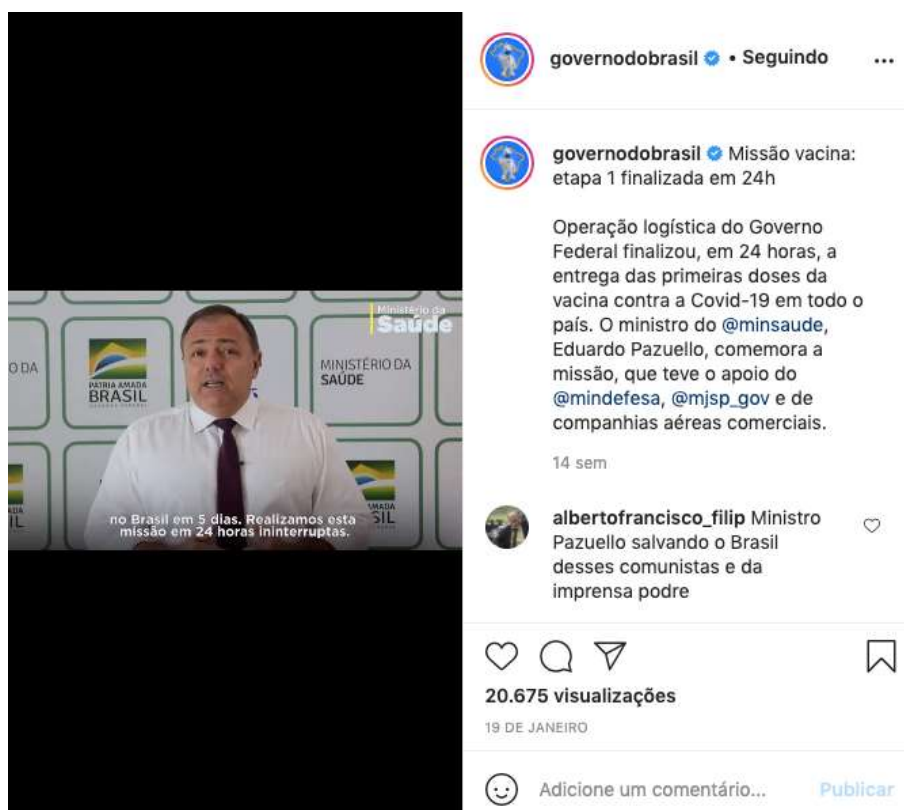 governodobrasil • Seguindo
...
governodobrasil Missão vacina:
etapa 1 finalizada em 24h
Operação logística do Governo
Federal finalizou, em 24 horas, a
entrega das primeiras doses da
vacina contra a Covid-19 em todo o
país. O ministro do @minsaude,
Eduardo Pazuello, comemora a
missão, que teve o apoio do
@mindefesa, @mjsp_gov e de
companhias aéreas comerciais.
14 sem
albertofrancisco_filip Ministro
Pazuello salvando o Brasil
desses comunistas e da
imprensa podre
20.675 visualizações
19 DE JANEIRO
Adicione um comentário... Publicar
Ministério da
Saúde
O DA
PÁTRIA AMADA
BRASIL
MINISTÉRIO DA
SAÚDE
IL
AMADA
SIL
no Brasil em 5 dias. Realizamos esta
missão em 24 horas ininterruptas.